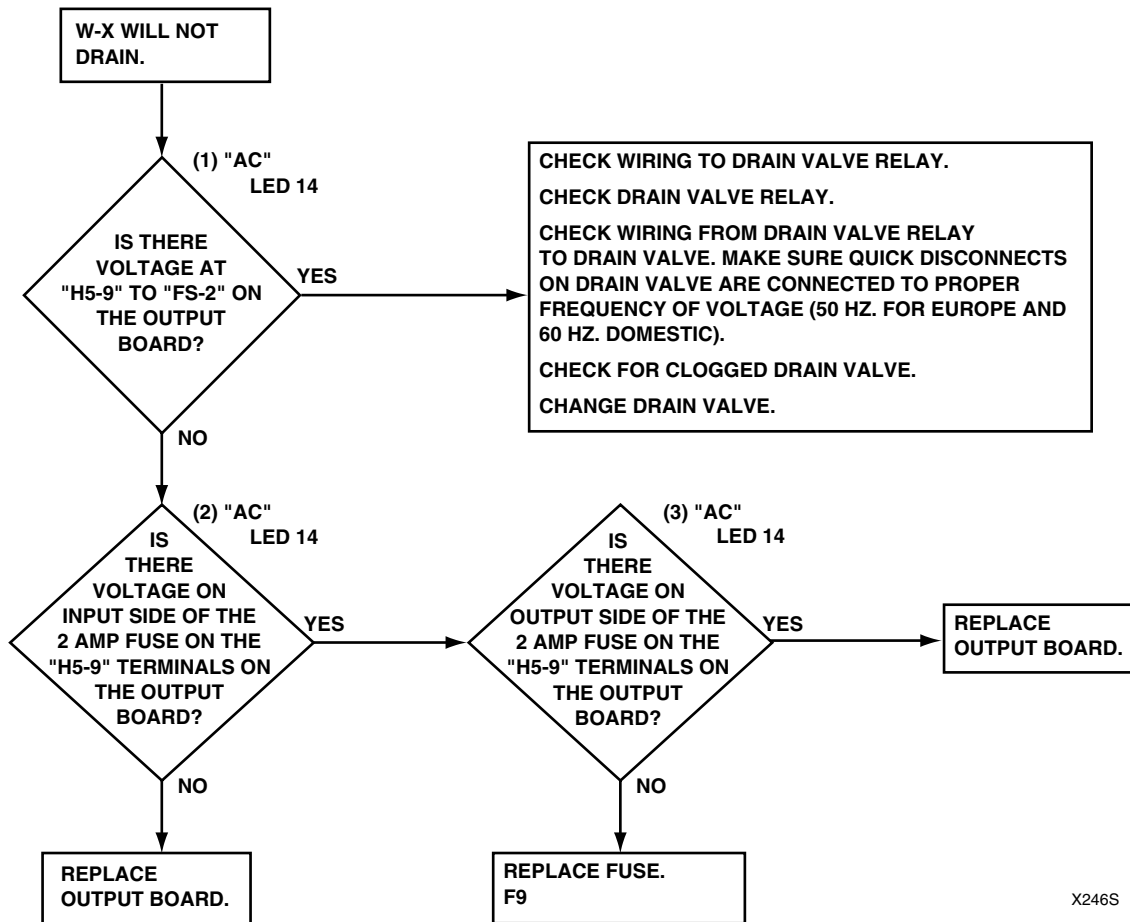 W-X WILL NOT
DRAIN.
(1) "AC"
LED 14
IS THERE
VOLTAGE AT
"H5-9" TO "FS-2" ON
THE OUTPUT
BOARD?
YES
CHECK WIRING TO DRAIN VALVE RELAY.
CHECK DRAIN VALVE RELAY.
CHECK WIRING FROM DRAIN VALVE RELAY
TO DRAIN VALVE. MAKE SURE QUICK DISCONNECTS
ON DRAIN VALVE ARE CONNECTED TO PROPER
FREQUENCY OF VOLTAGE (50 HZ. FOR EUROPE AND
60 HZ. DOMESTIC).
CHECK FOR CLOGGED DRAIN VALVE.
CHANGE DRAIN VALVE.
NO
(2) "AC"
LED 14
IS
THERE
VOLTAGE ON
INPUT SIDE OF THE
2 AMP FUSE ON THE
"H5-9" TERMINALS ON
THE OUTPUT
BOARD?
YES
(3) "AC"
LED 14
IS
THERE
VOLTAGE ON
OUTPUT SIDE OF THE
2 AMP FUSE ON THE
"H5-9" TERMINALS ON
THE OUTPUT
BOARD?
YES
REPLACE
OUTPUT BOARD.
NO
REPLACE
OUTPUT BOARD.
NO
REPLACE FUSE.
F9
X246S